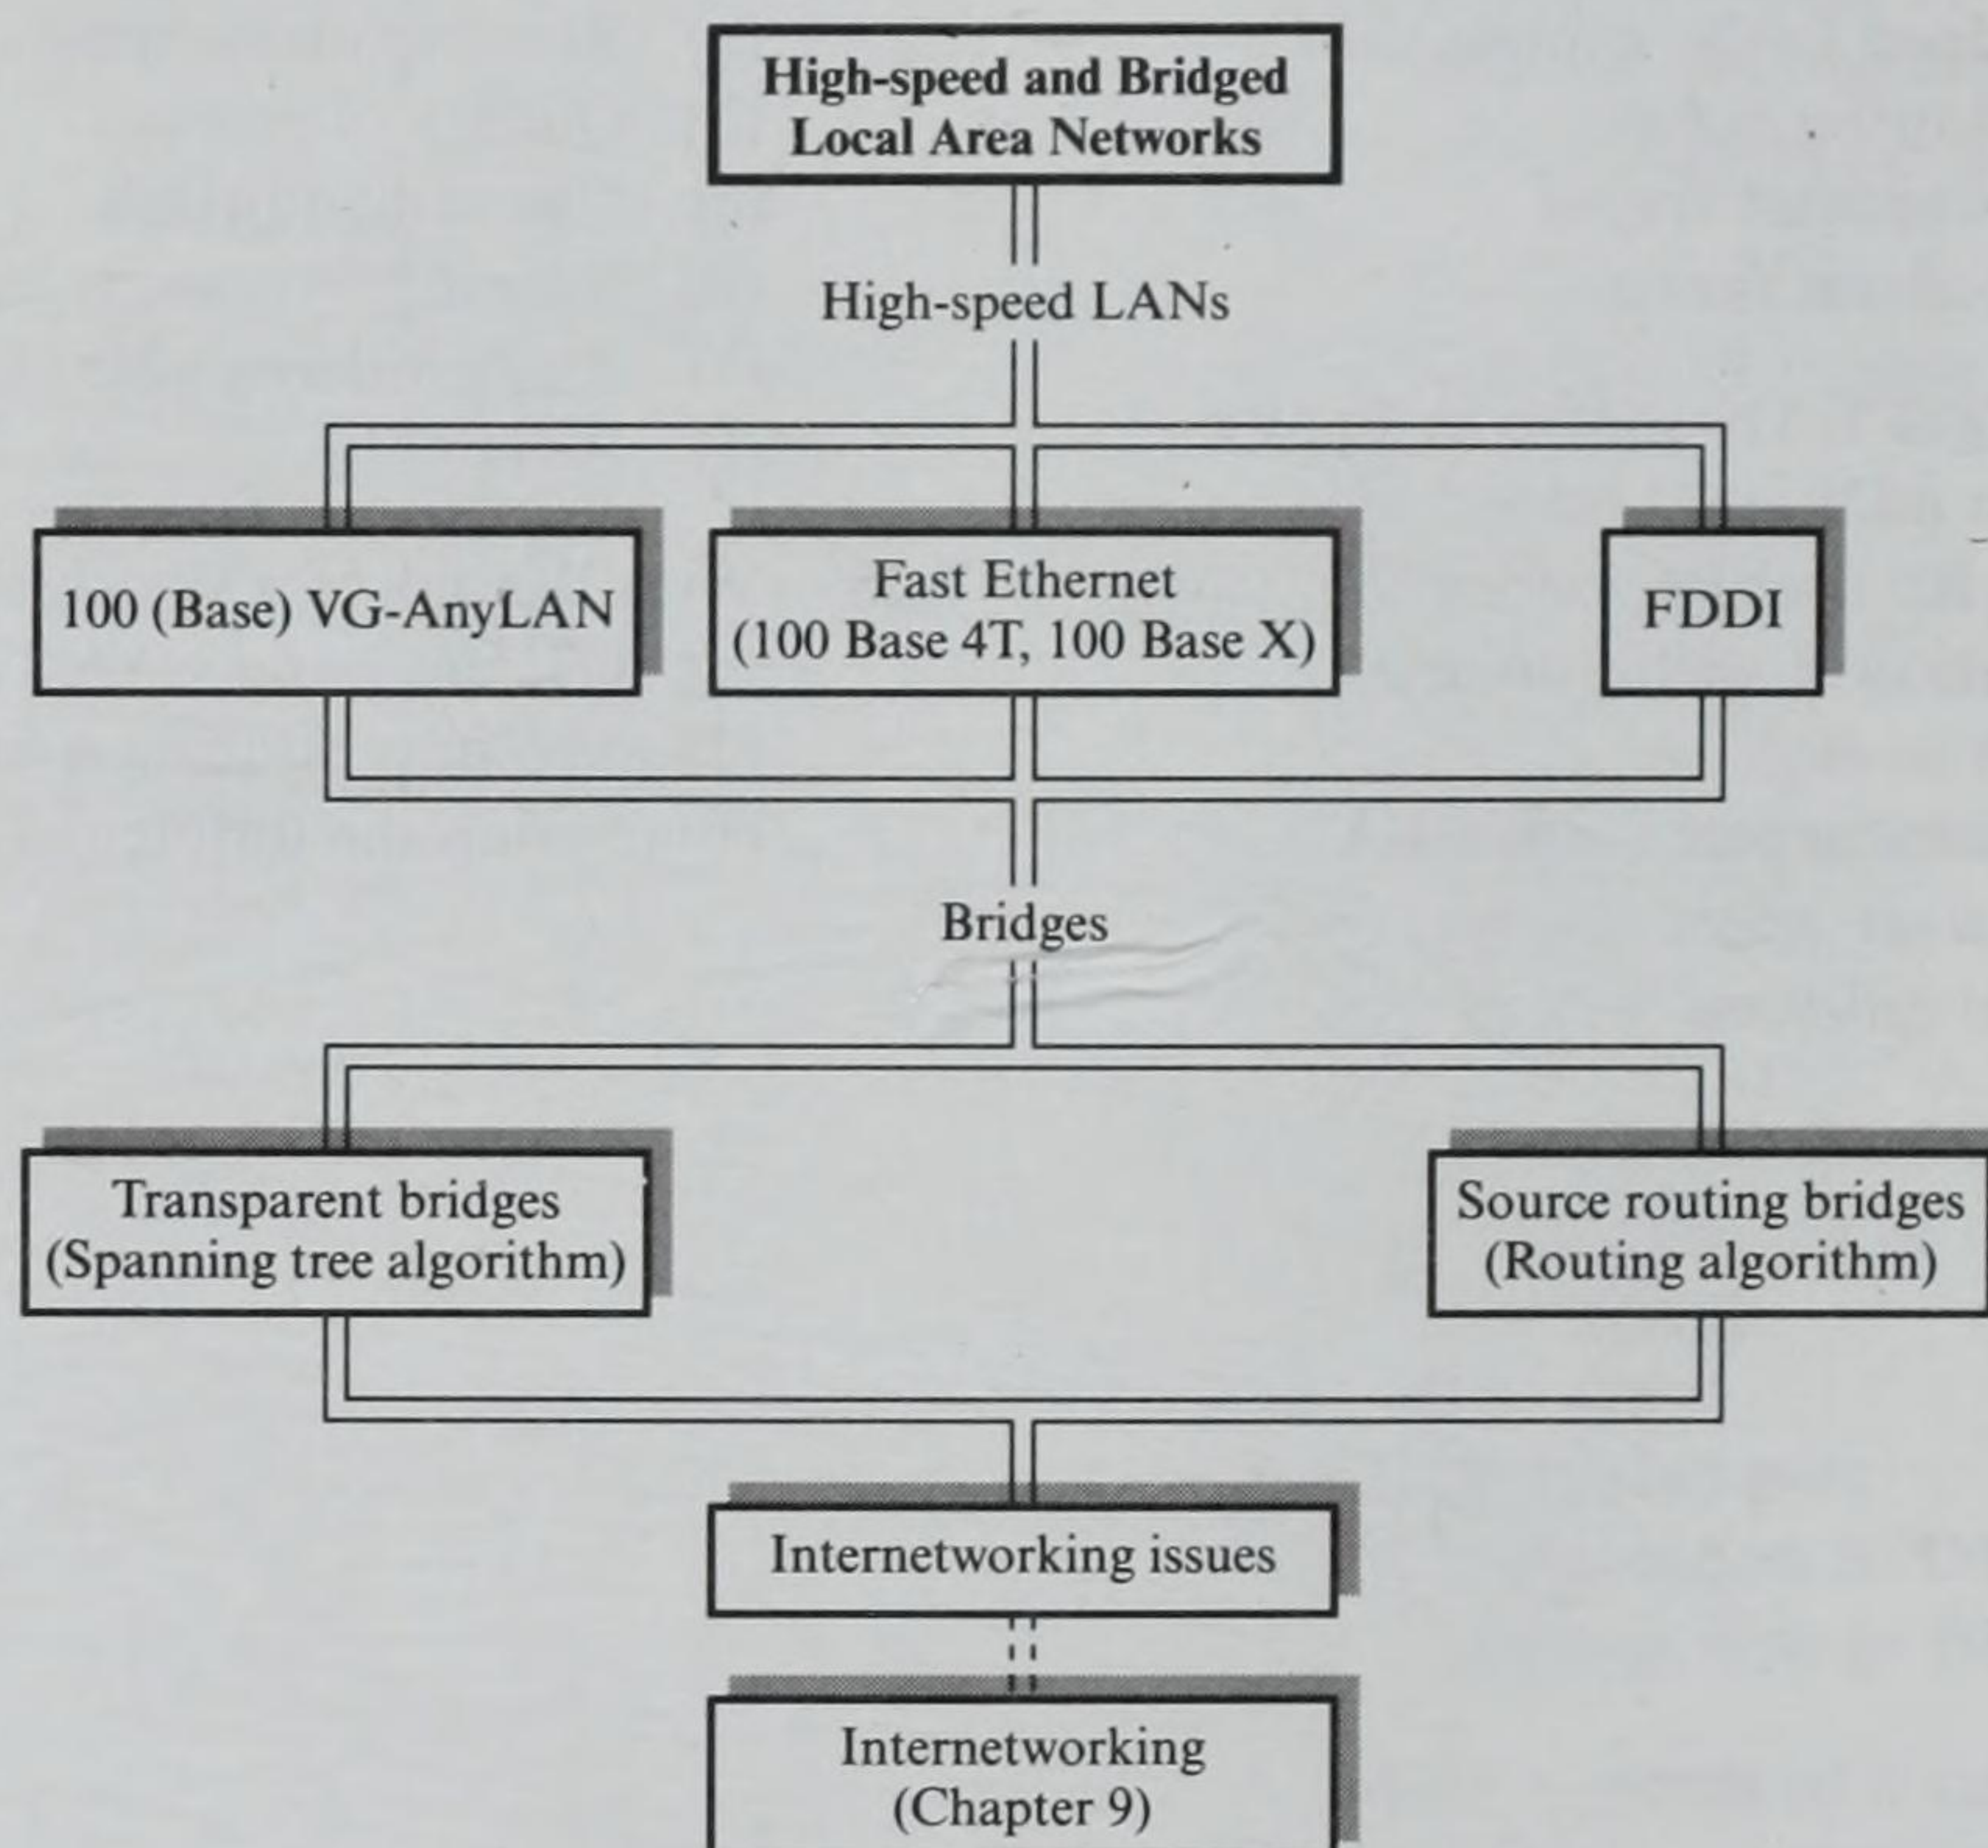 High-speed and Bridged
Local Area Networks
High-speed LANs
100 (Base) VG-AnyLAN
Fast Ethernet
(100 Base 4T, 100 Base X)
FDDI
Bridges
Transparent bridges
(Spanning tree algorithm)
Source routing bridges
(Routing algorithm)
Internetworking issues
Internetworking
(Chapter 9)